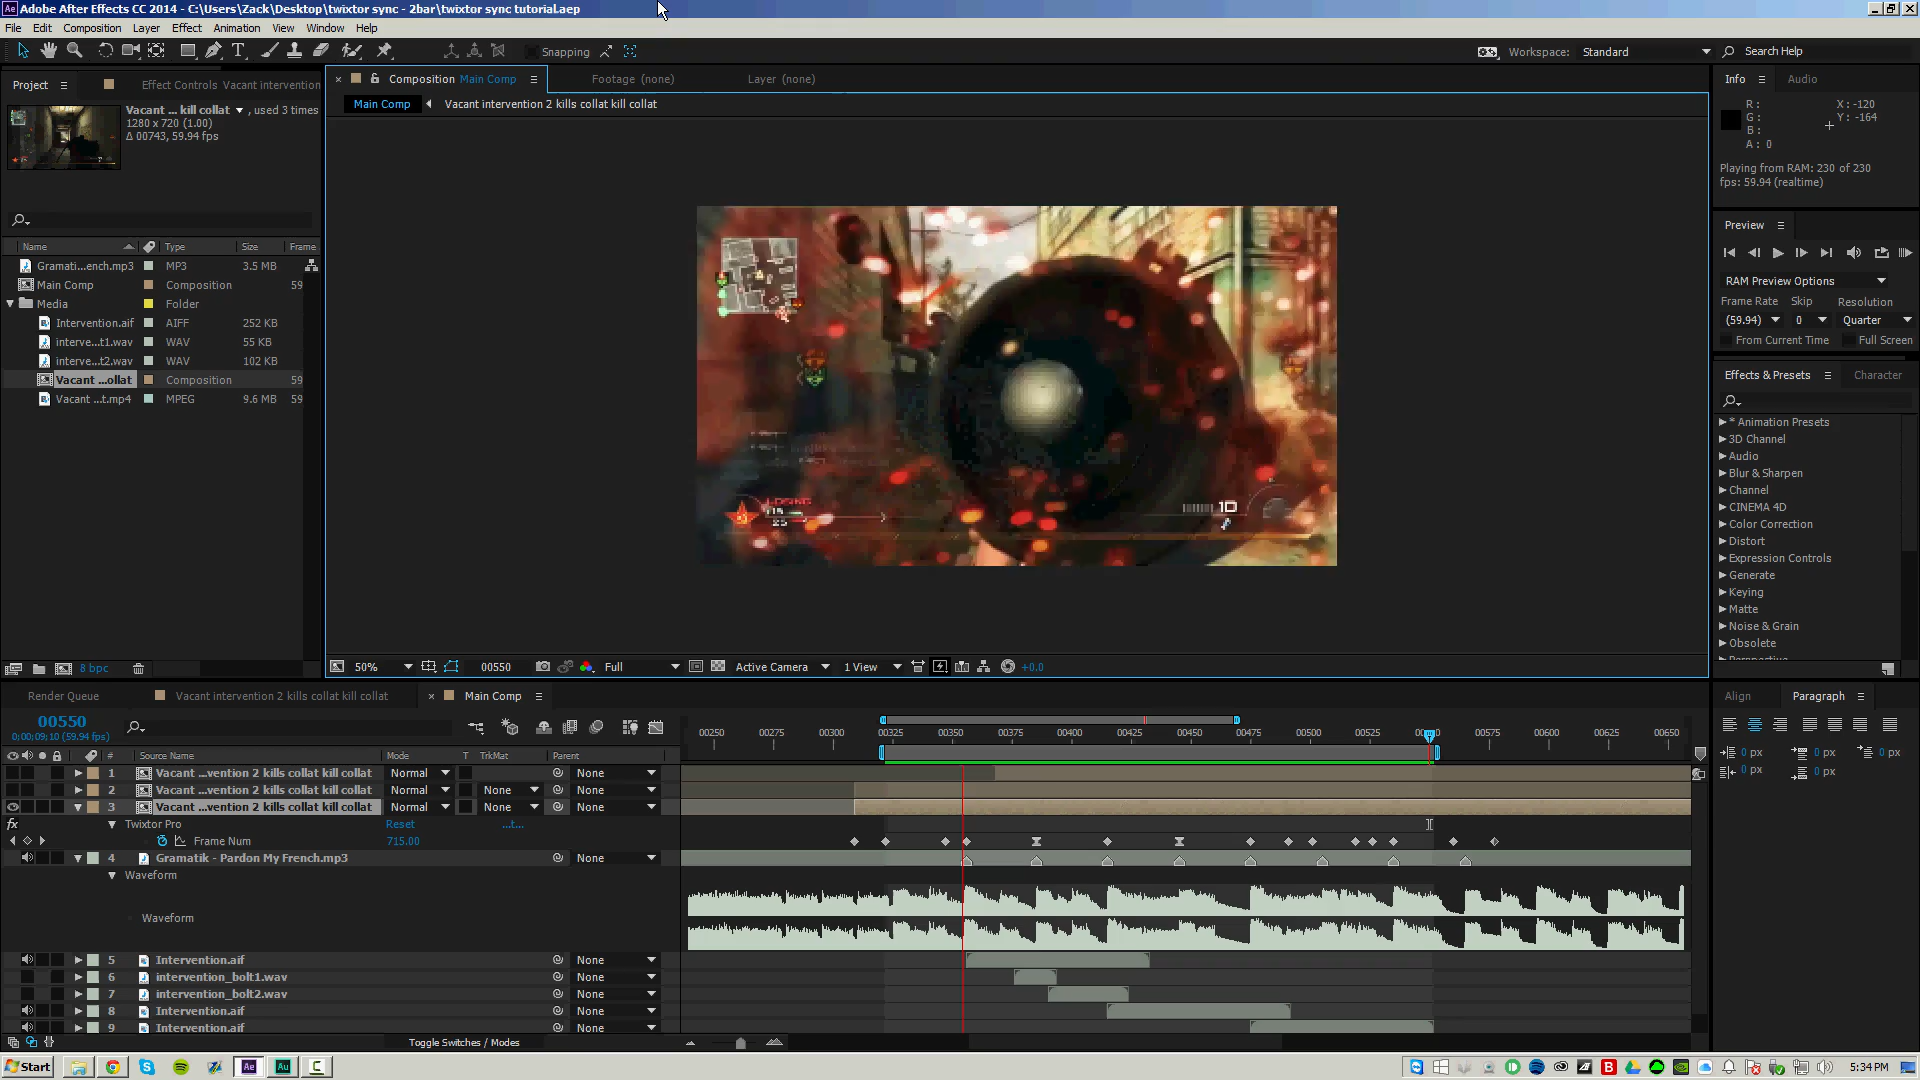 Adobe After Effects CC 2014 - C:\Users\Zack\Desktop\twixtor sync - 2bar\twixtor sync tutorial.aep
File Edit Composition Layer Effect Animation View Window Help
Snapping
Workspace: Standard
Search Help
Project
Effect Controls Vacant intervention
Composition Main Comp
Footage (none)
Layer (none)
Info
Audio
Main Comp
Vacant intervention 2 kills collat kill collat
Vacant ... kill collat , used 3 times
1280 x 720 (1.00)
Δ 00743, 59.94 fps
R :
G :
B :
A : 0
X : -120
Y : -164
Playing from RAM: 230 of 230
fps: 59.94 (realtime)
Preview
RAM Preview Options
Frame Rate Skip Resolution
(59.94) 0 Quarter
From Current Time Full Screen
Name Type Size Frame
Gramati...ench.mp3 MP3 3.5 MB
Main Comp Composition 59
Media Folder
Intervention.aif AIFF 252 KB
interve...t1.wav WAV 55 KB
interve...t2.wav WAV 102 KB
Vacant ...ollat Composition 59
Vacant ...t.mp4 MPEG 9.6 MB 59
LOSING
10
Effects & Presets
Character
* Animation Presets
3D Channel
Audio
Blur & Sharpen
Channel
CINEMA 4D
Color Correction
Distort
Expression Controls
Generate
Keying
Matte
Noise & Grain
Obsolete
Perspective
8 bpc
50% 00550 Full Active Camera 1 View +0.0
Render Queue
Vacant intervention 2 kills collat kill collat
Main Comp
Align
Paragraph
00550
0;00;09;10 (59.94 fps)
00250 00275 00300 00325 00350 00375 00400 00425 00450 00475 00500 00525 00575 00600 00625 00650
# Source Name Mode T TrkMat Parent
0 px 0 px 0 px
0 px 0 px
1 Vacant ...vention 2 kills collat kill collat Normal None
2 Vacant ...vention 2 kills collat kill collat Normal None None
3 Vacant ...vention 2 kills collat kill collat Normal None None
fx Twixtor Pro Reset ...t...
Frame Num 715.00
4 Gramatik - Pardon My French.mp3 None
Waveform
Waveform
5 Intervention.aif None
6 intervention_bolt1.wav None
7 intervention_bolt2.wav None
8 Intervention.aif None
9 Intervention.aif None
Toggle Switches / Modes
Start
Ae
Au
C
B
5:34 PM